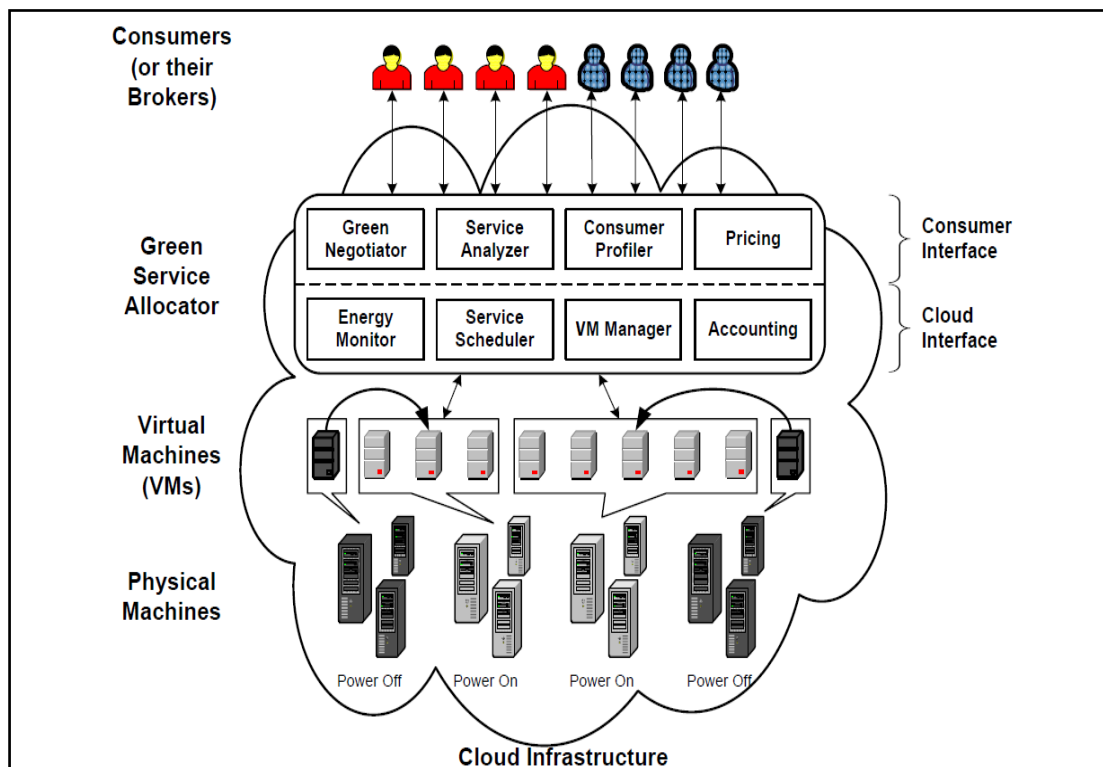 Consumers
(or their
Brokers)
Green
Service
Allocator
Green
Negotiator
Service
Analyzer
Consumer
Profiler
Pricing
Consumer
Interface
Energy
Monitor
Service
Scheduler
VM Manager
Accounting
Cloud
Interface
Virtual
Machines
(VMs)
Physical
Machines
Power Off
Power On
Power On
Power Off
Cloud Infrastructure